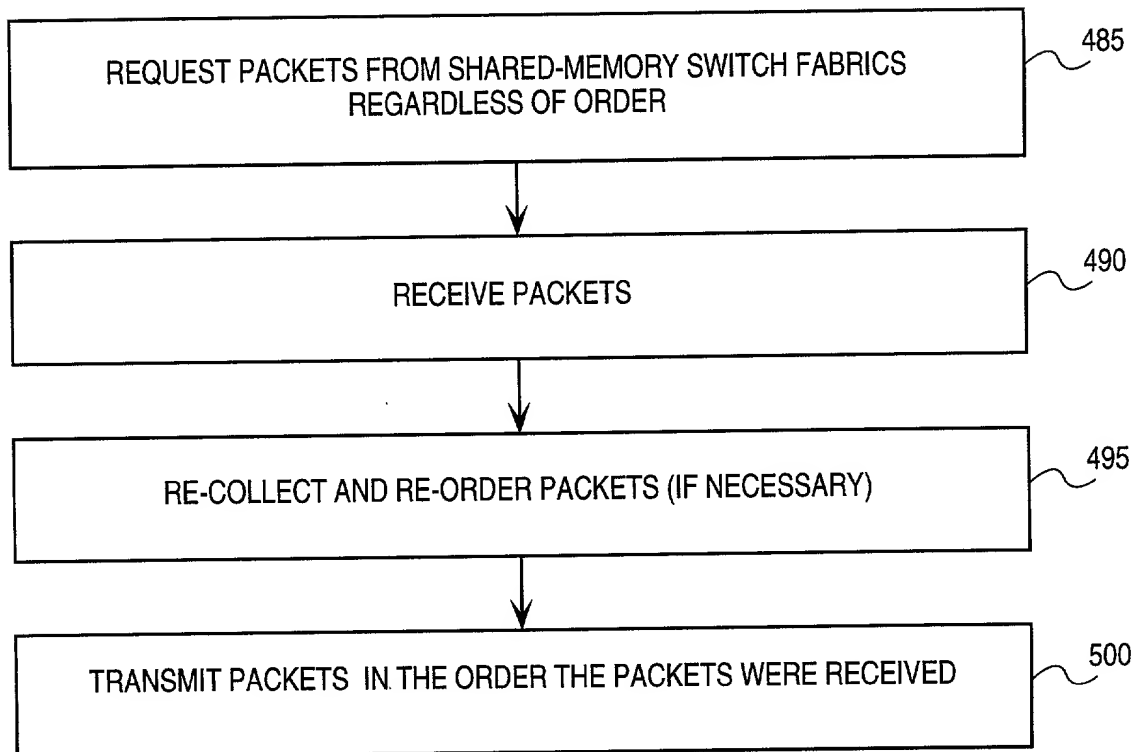 REQUEST PACKETS FROM SHARED-MEMORY SWITCH FABRICS
REGARDLESS OF ORDER
485
RECEIVE PACKETS
490
RE-COLLECT AND RE-ORDER PACKETS (IF NECESSARY)
495
TRANSMIT PACKETS IN THE ORDER THE PACKETS WERE RECEIVED
500